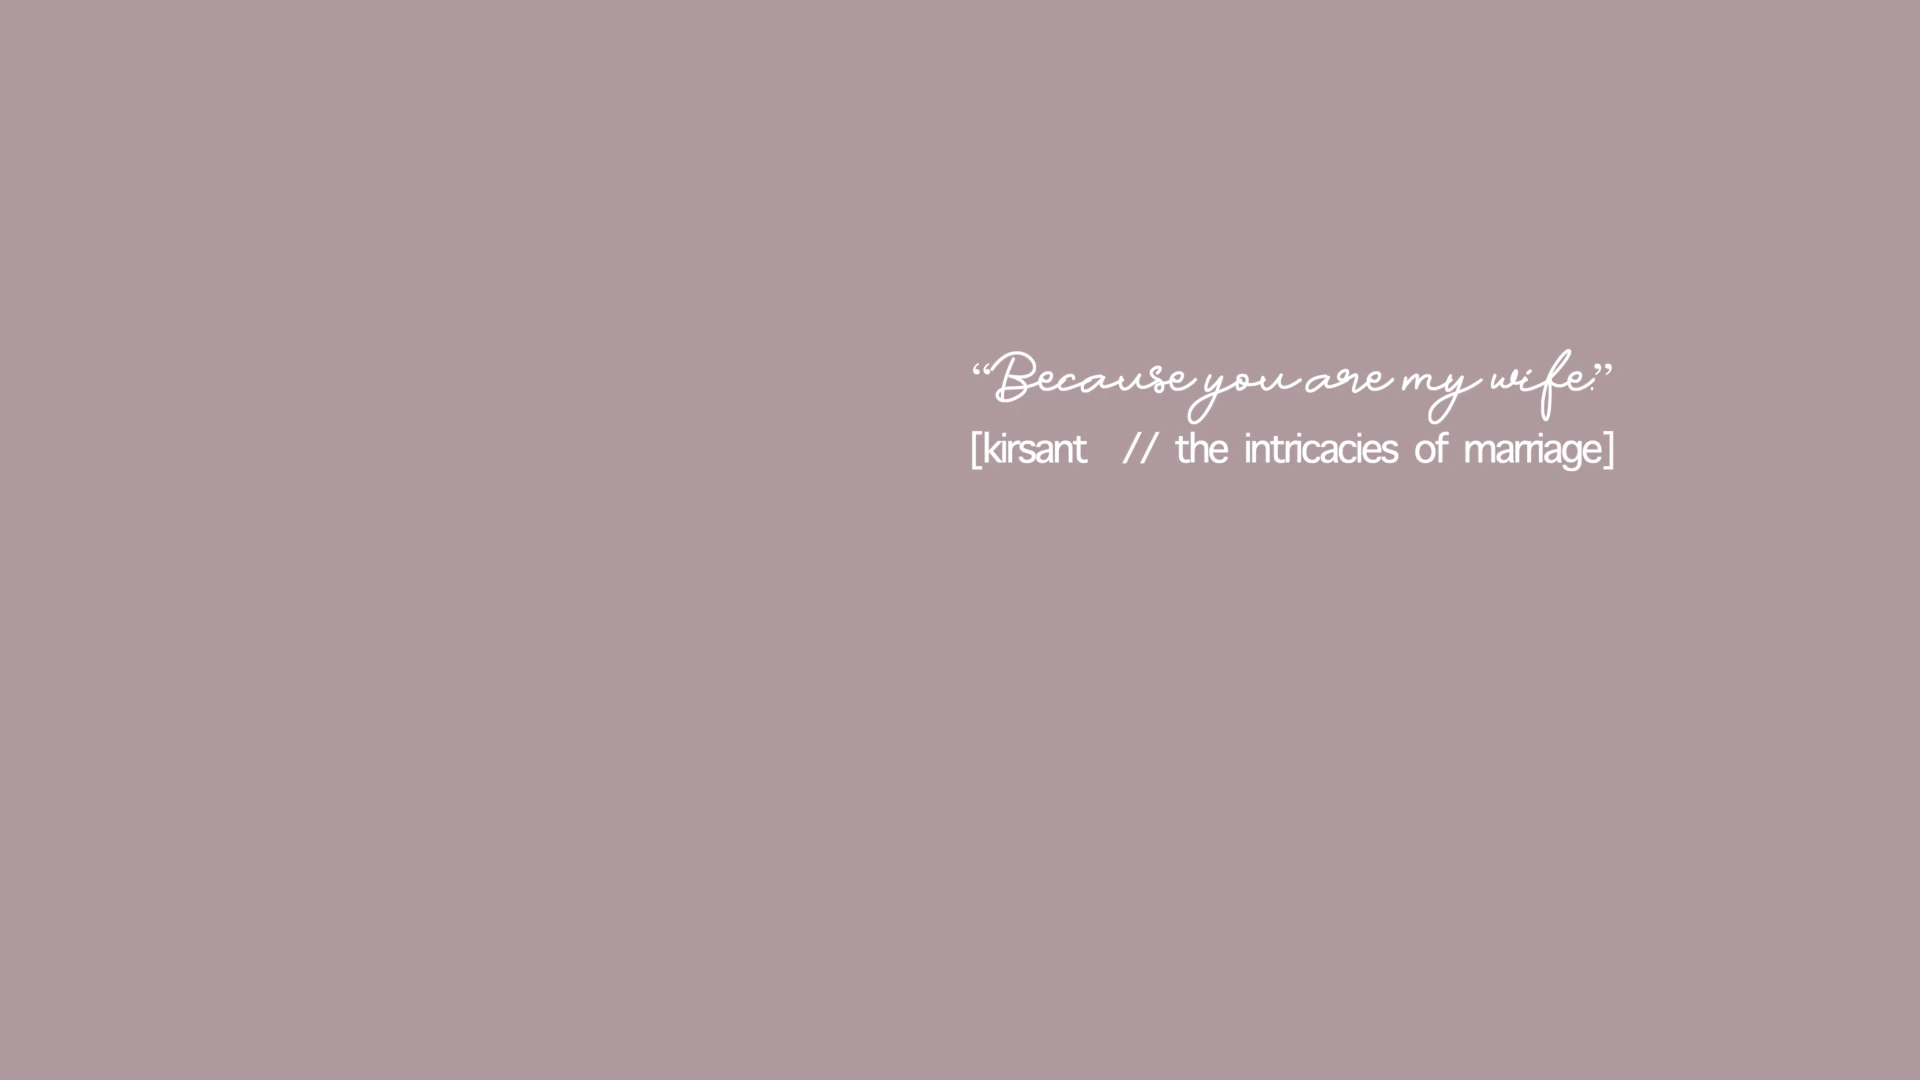 “Because you are my wife.”
[kirsant // the intricacies of marriage]